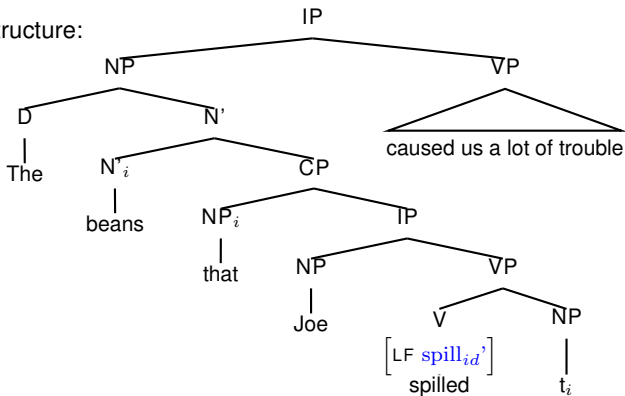 tructure:
IP
NP VP
D N’
The N’i CP
caused us a lot of trouble
beans NPi IP
that NP VP
Joe V NP
[LF spillid’]
spilled ti